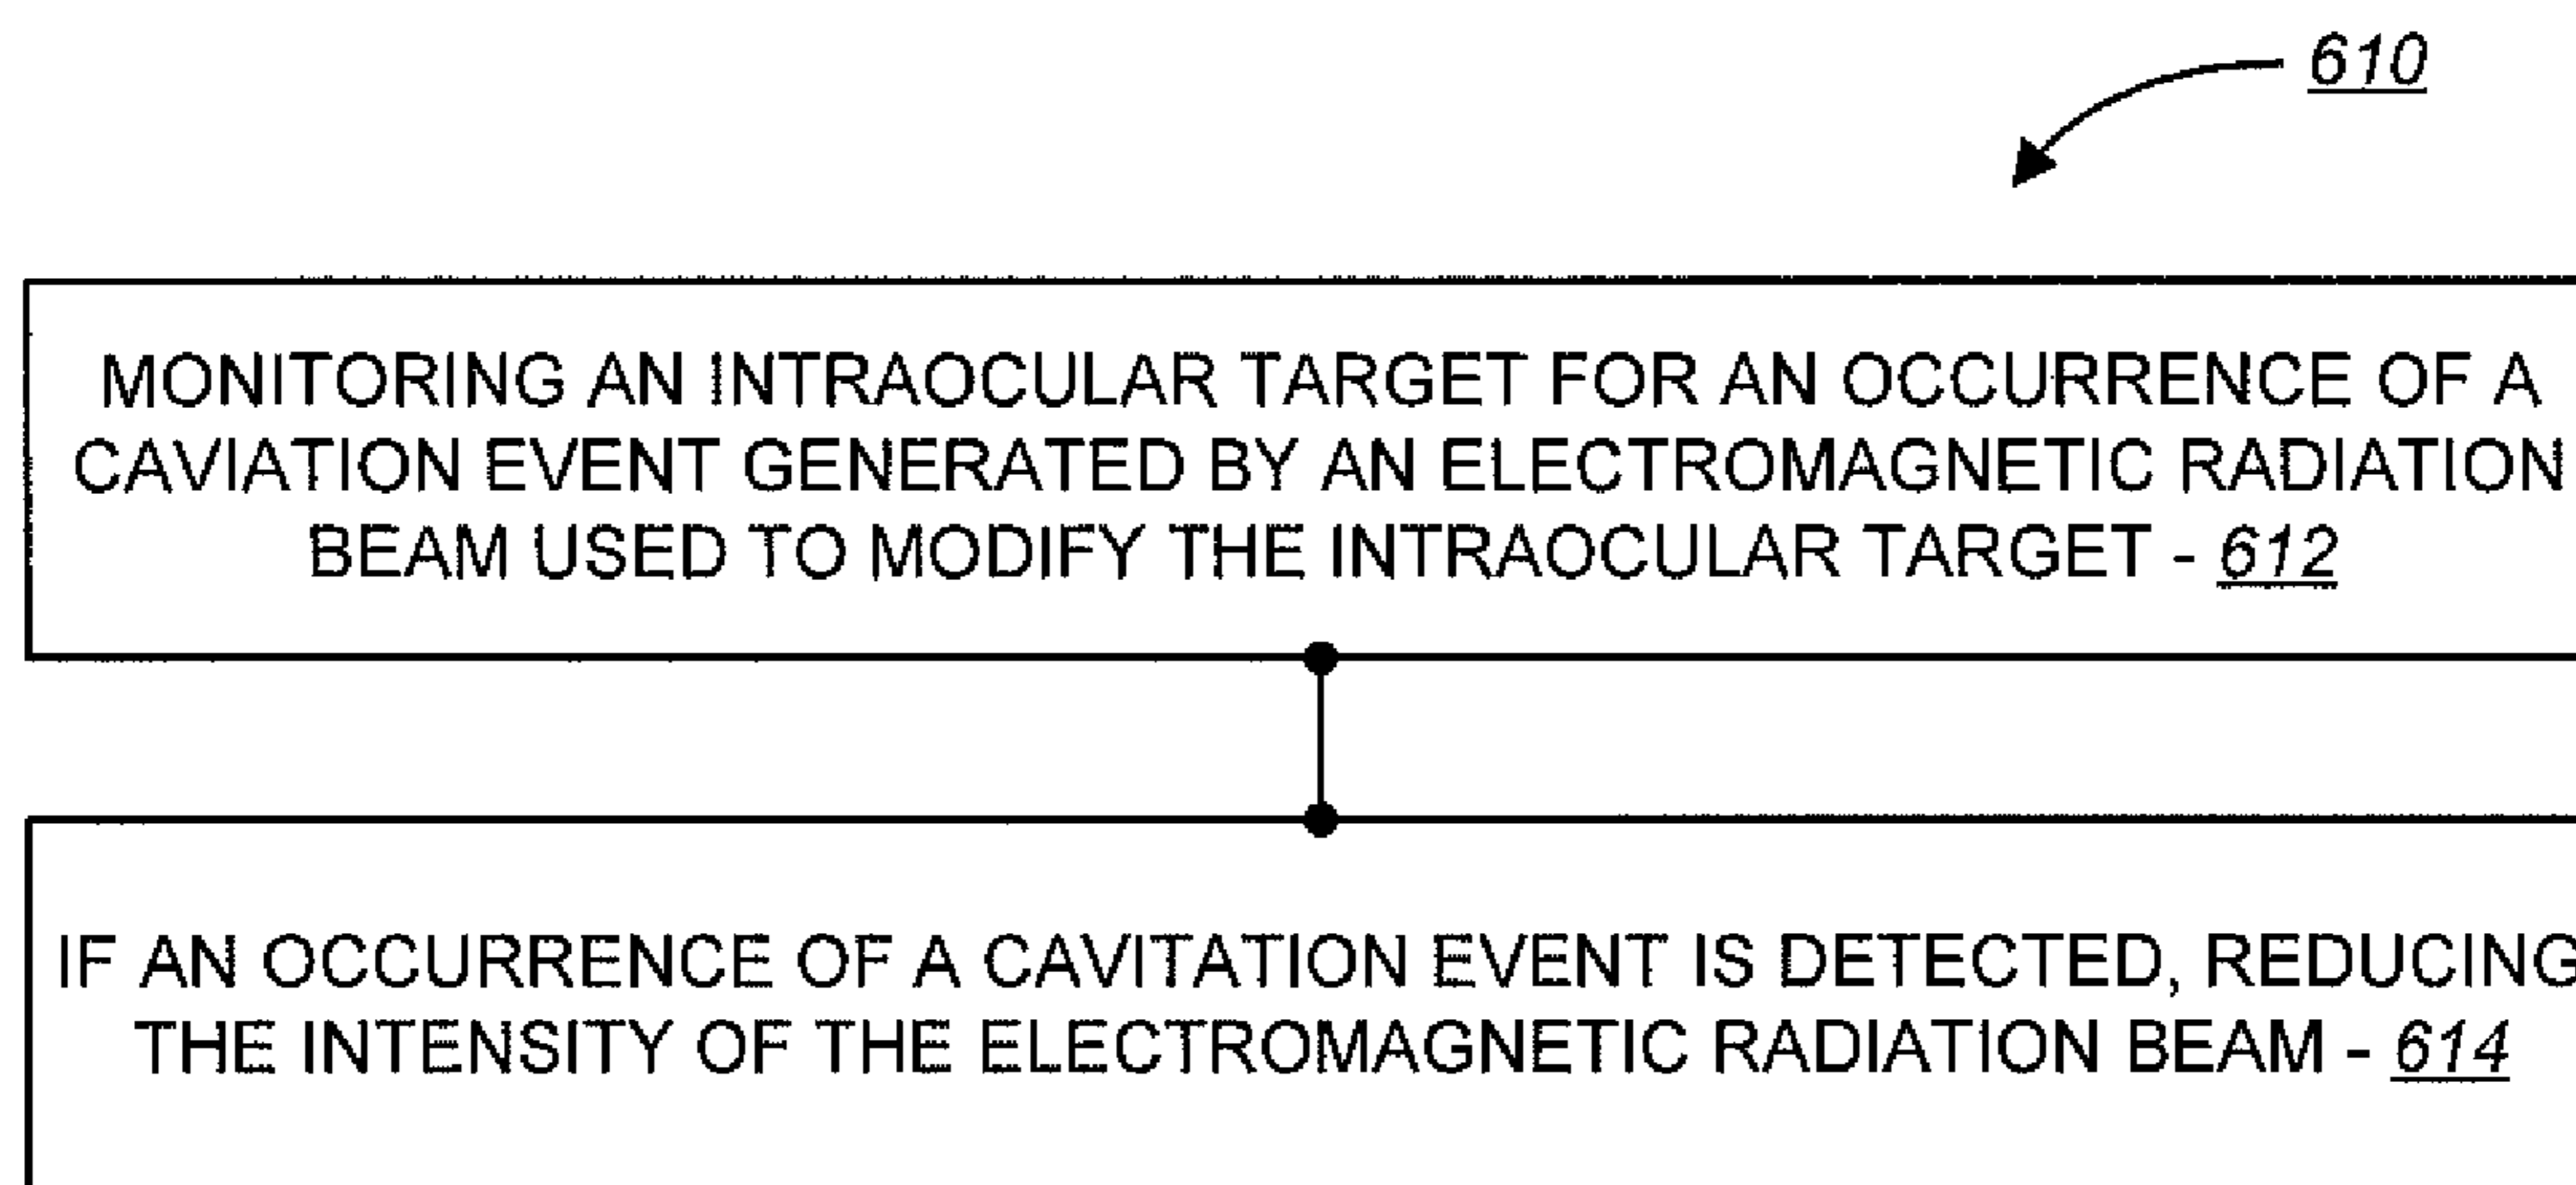 610
MONITORING AN INTRAOCULAR TARGET FOR AN OCCURRENCE OF A
CAVIATION EVENT GENERATED BY AN ELECTROMAGNETIC RADIATION
BEAM USED TO MODIFY THE INTRAOCULAR TARGET - 612
IF AN OCCURRENCE OF A CAVITATION EVENT IS DETECTED, REDUCING
THE INTENSITY OF THE ELECTROMAGNETIC RADIATION BEAM - 614